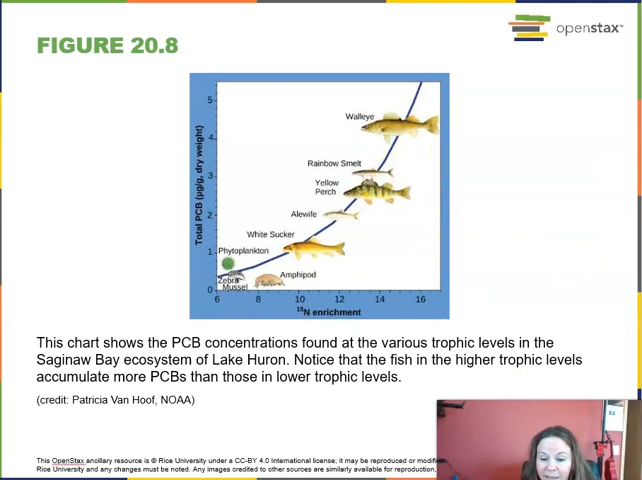 FIGURE 20.8
openstax™
Total PCB (µg/g, dry weight)
5
4
3
2
1
0
Walleye
Rainbow Smelt
Yellow
Perch
Alewife
White Sucker
Phytoplankton
Zebra
Mussel
Amphipod
6 8 10 12 14 16
15N enrichment
This chart shows the PCB concentrations found at the various trophic levels in the
Saginaw Bay ecosystem of Lake Huron. Notice that the fish in the higher trophic levels
accumulate more PCBs than those in lower trophic levels.
(credit: Patricia Van Hoof, NOAA)
This OpenStax ancillary resource is © Rice University under a CC-BY 4.0 International license; it may be reproduced or
Rice University and any changes must be noted. Any images credited to other sources are similarly available for reproduction,